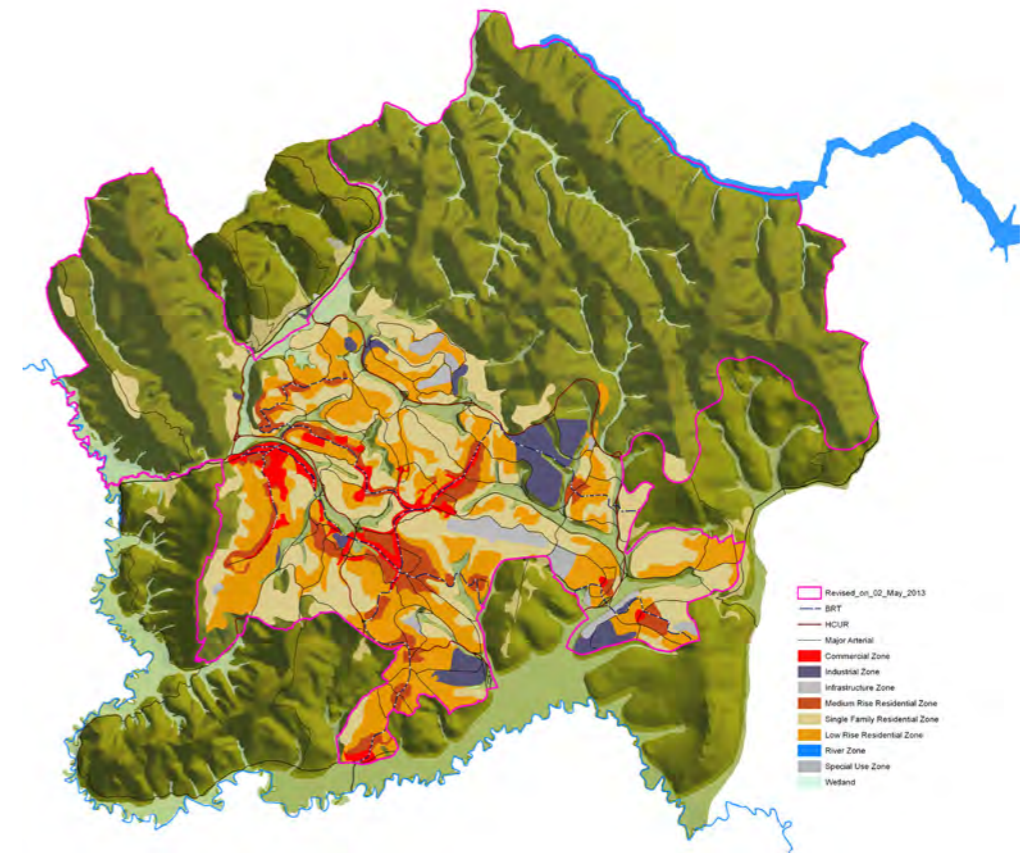 Revised_on_02_May_2013
BRT
HCUR
Major Arterial
Commercial Zone
Industrial Zone
Infrastructure Zone
Medium Rise Residential Zone
Single Family Residential Zone
Low Rise Residential Zone
River Zone
Special Use Zone
Wetland